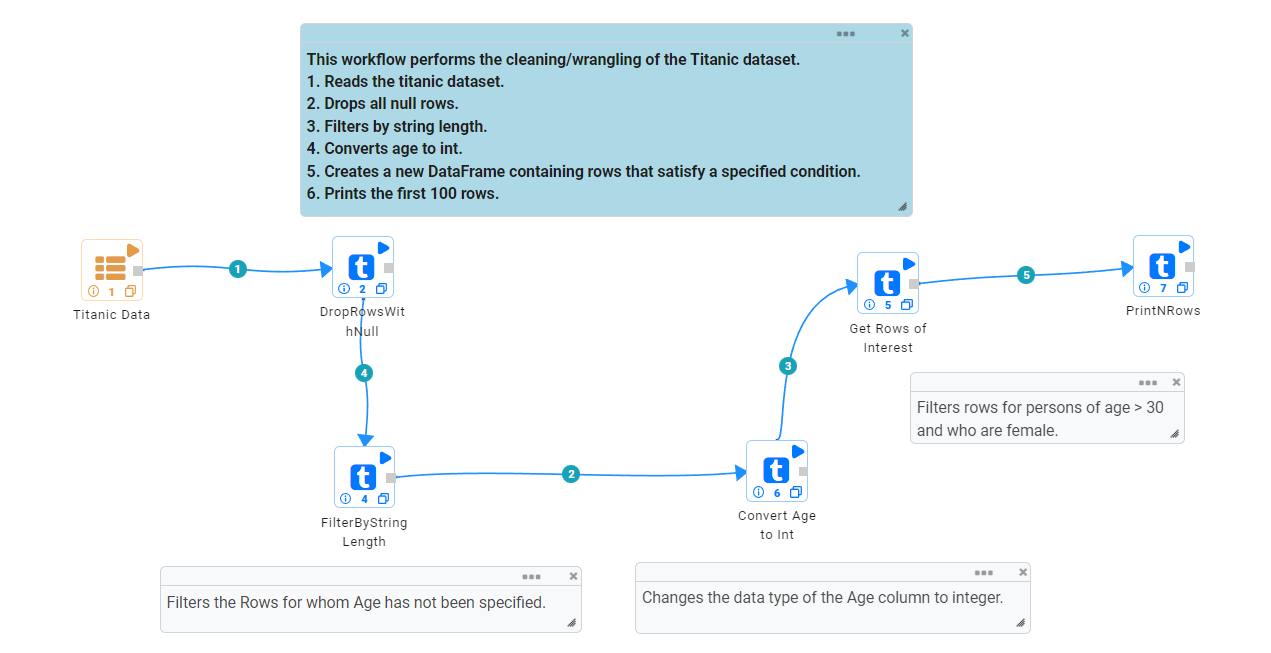 This workflow performs the cleaning/wrangling of the Titanic dataset.
1. Reads the titanic dataset.
2. Drops all null rows.
3. Filters by string length.
4. Converts age to int.
5. Creates a new DataFrame containing rows that satisfy a specified condition.
6. Prints the first 100 rows.
1
Titanic Data
1
t
2
DropRowsWit
hNull
4
t
4
FilterByString
Length
2
t
6
Convert Age
to Int
3
t
5
Get Rows of
Interest
5
t
7
PrintNRows
Filters rows for persons of age > 30
and who are female.
Filters the Rows for whom Age has not been specified.
Changes the data type of the Age column to integer.